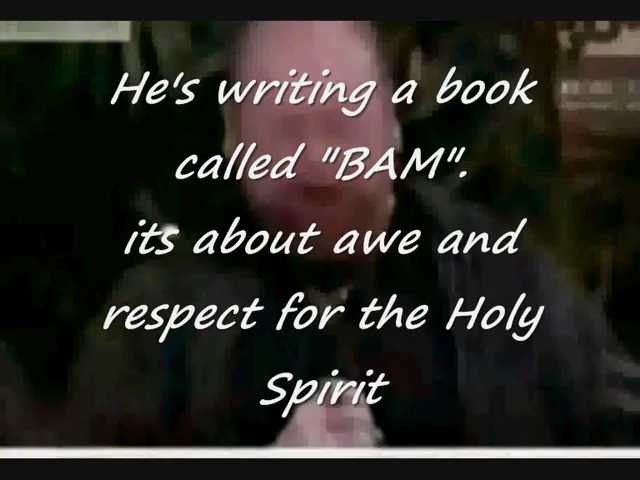 He's writing a book
called "BAM".
its about awe and
respect for the Holy
Spirit